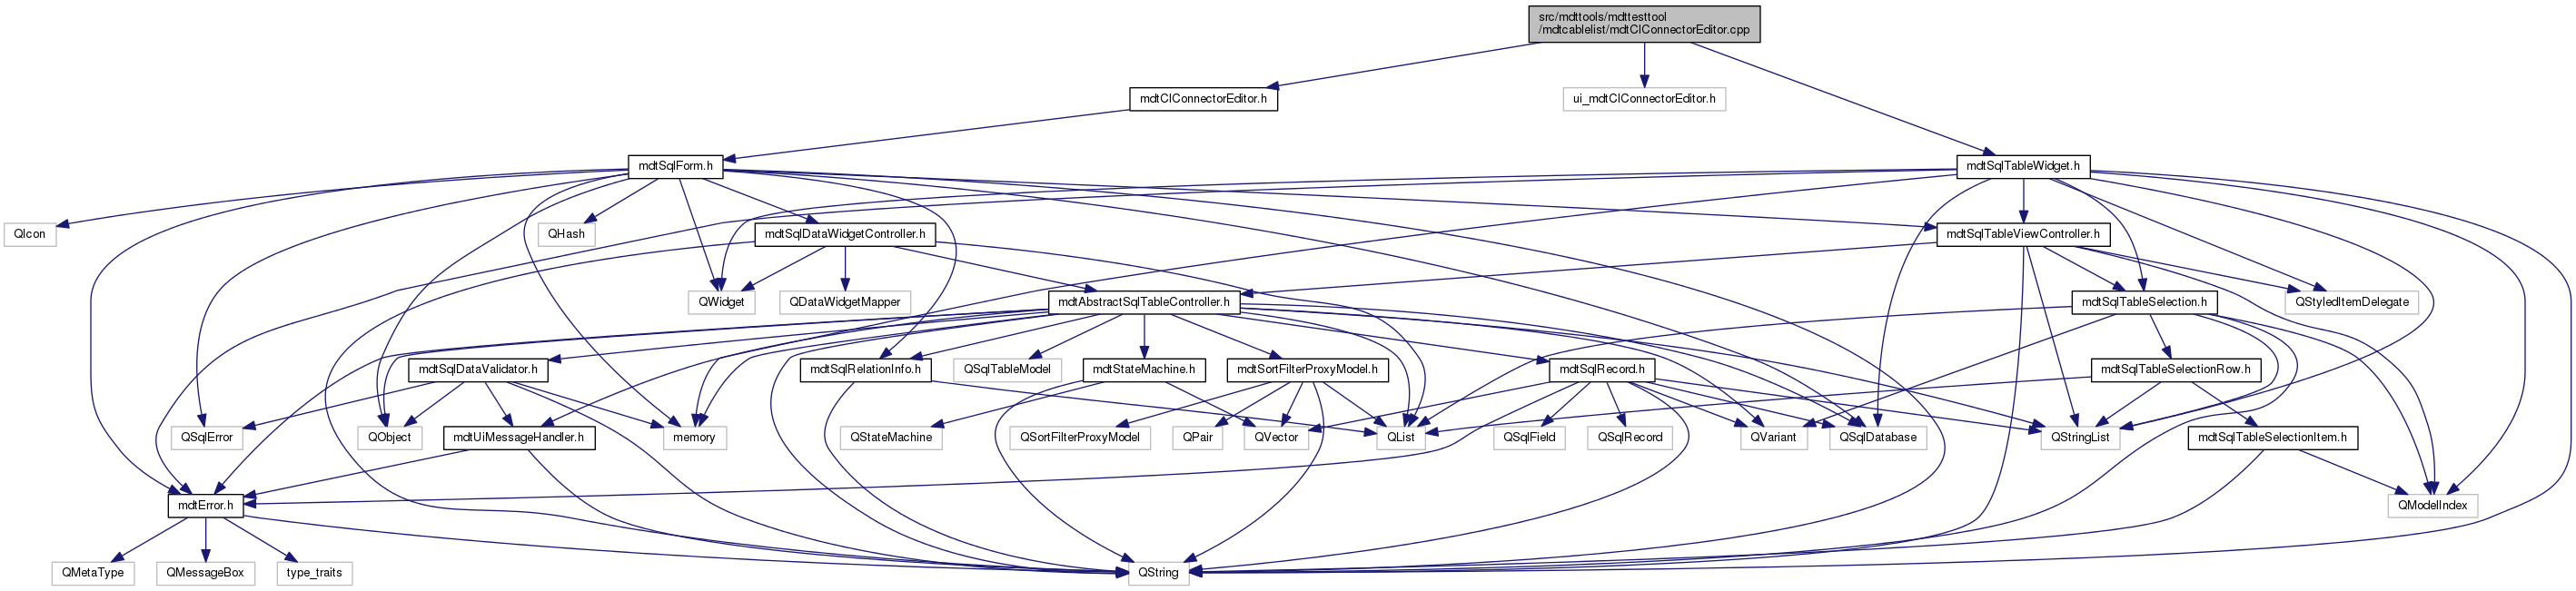 src/mdttools/mdttesttool
/mdtcablelist/mdtClConnectorEditor.cpp
mdtClConnectorEditor.h
ui_mdtClConnectorEditor.h
mdtSqlForm.h
mdtSqlTableWidget.h
QIcon
QHash
mdtSqlDataWidgetController.h
mdtSqlTableViewController.h
QWidget
QDataWidgetMapper
mdtAbstractSqlTableController.h
mdtSqlTableSelection.h
QStyledItemDelegate
mdtSqlDataValidator.h
mdtSqlRelationInfo.h
QSqlTableModel
mdtStateMachine.h
mdtSortFilterProxyModel.h
mdtSqlRecord.h
mdtSqlTableSelectionRow.h
QSqlError
QObject
mdtUiMessageHandler.h
memory
QStateMachine
QSortFilterProxyModel
QPair
QVector
QList
QSqlField
QSqlRecord
QVariant
QSqlDatabase
QStringList
mdtSqlTableSelectionItem.h
mdtError.h
QModelIndex
QMetaType
QMessageBox
type_traits
QString